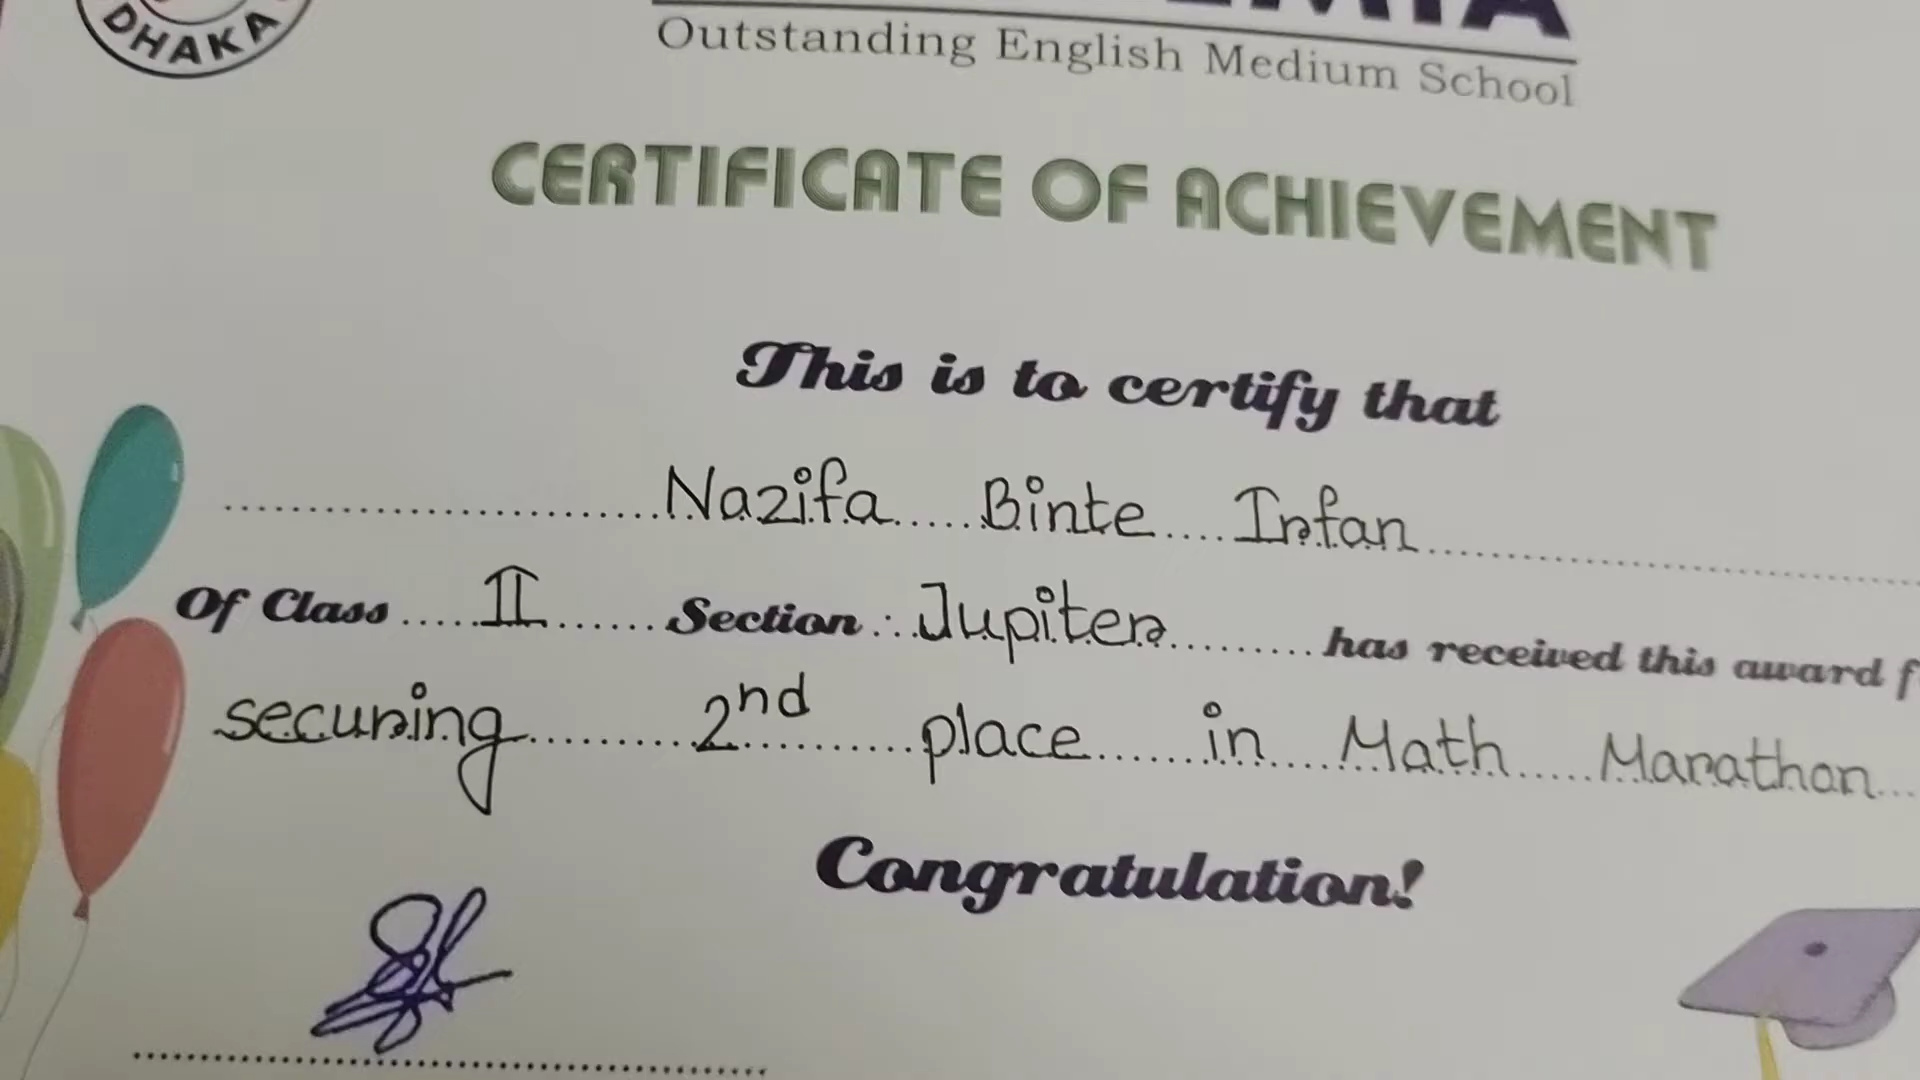 DHAKA
Outstanding English Medium School
CERTIFICATE OF ACHIEVEMENT
This is to certify that
Nazifa Binte Irfan
Of Class II Section : Jupiter has received this award
securing 2nd place in Math Marathon
Congratulation!